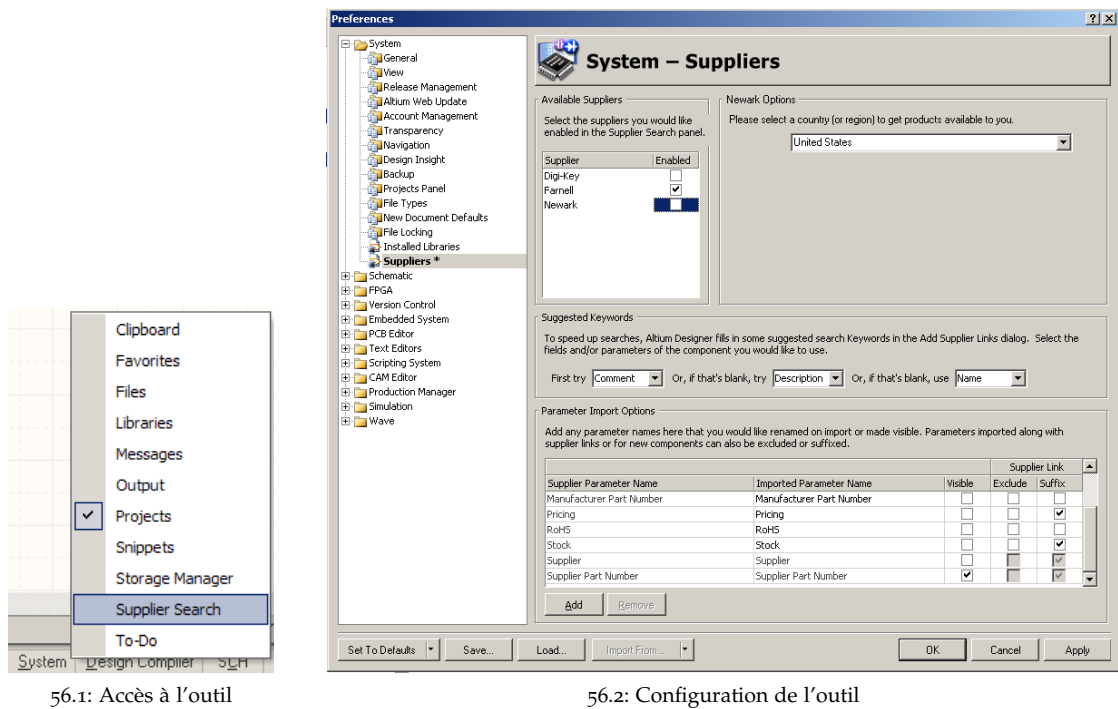 Clipboard
Favorites
Files
Libraries
Messages
Output
Projects
Snippets
Storage Manager
Supplier Search
To-Do
System Design Compiler SCH
56.1: Accès à l'outil
Preferences
System
General
View
Release Management
Altium Web Update
Account Management
Transparency
Navigation
Design Insight
Backup
Projects Panel
File Types
New Document Defaults
File Locking
Installed Libraries
Suppliers *
Schematic
FPGA
Version Control
Embedded System
PCB Editor
Text Editors
Scripting System
CAM Editor
Production Manager
Simulation
Wave
System – Suppliers
Available Suppliers
Select the suppliers you would like
enabled in the Supplier Search panel.
Supplier Enabled
Digi-Key
Farnell
Newark
Newark Options
Please select a country (or region) to get products available to you.
United States
Suggested Keywords
To speed up searches, Altium Designer fills in some suggested search Keywords in the Add Supplier Links dialog. Select the
fields and/or parameters of the component you would like to use.
First try Comment Or, if that's blank, try Description Or, if that's blank, use Name
Parameter Import Options
Add any parameter names here that you would like renamed on import or made visible. Parameters imported along with
supplier links or for new components can also be excluded or suffixed.
Supplier Link
Supplier Parameter Name Imported Parameter Name Visible Exclude Suffix
Manufacturer Part Number Manufacturer Part Number
Pricing Pricing
RoHS RoHS
Stock Stock
Supplier Supplier
Supplier Part Number Supplier Part Number
Add Remove
Set To Defaults Save... Load... Import From... OK Cancel Apply
56.2: Configuration de l'outil